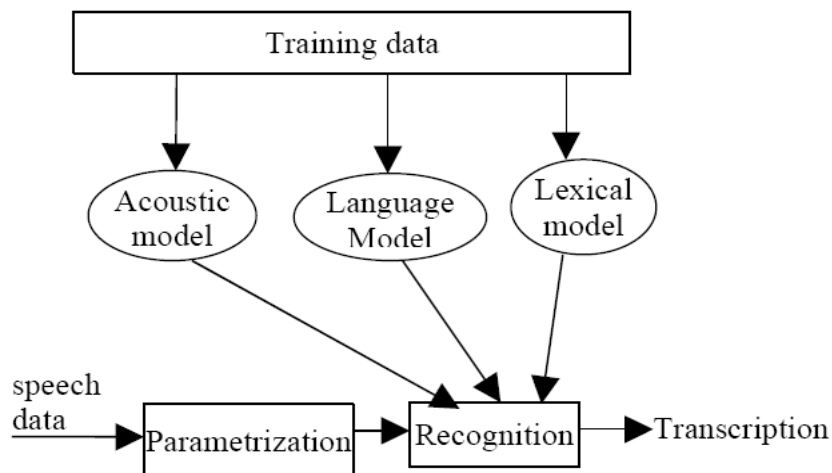 Training data
Acoustic
model
Language
Model
Lexical
model
speech
data
Parametrization
Recognition
Transcription